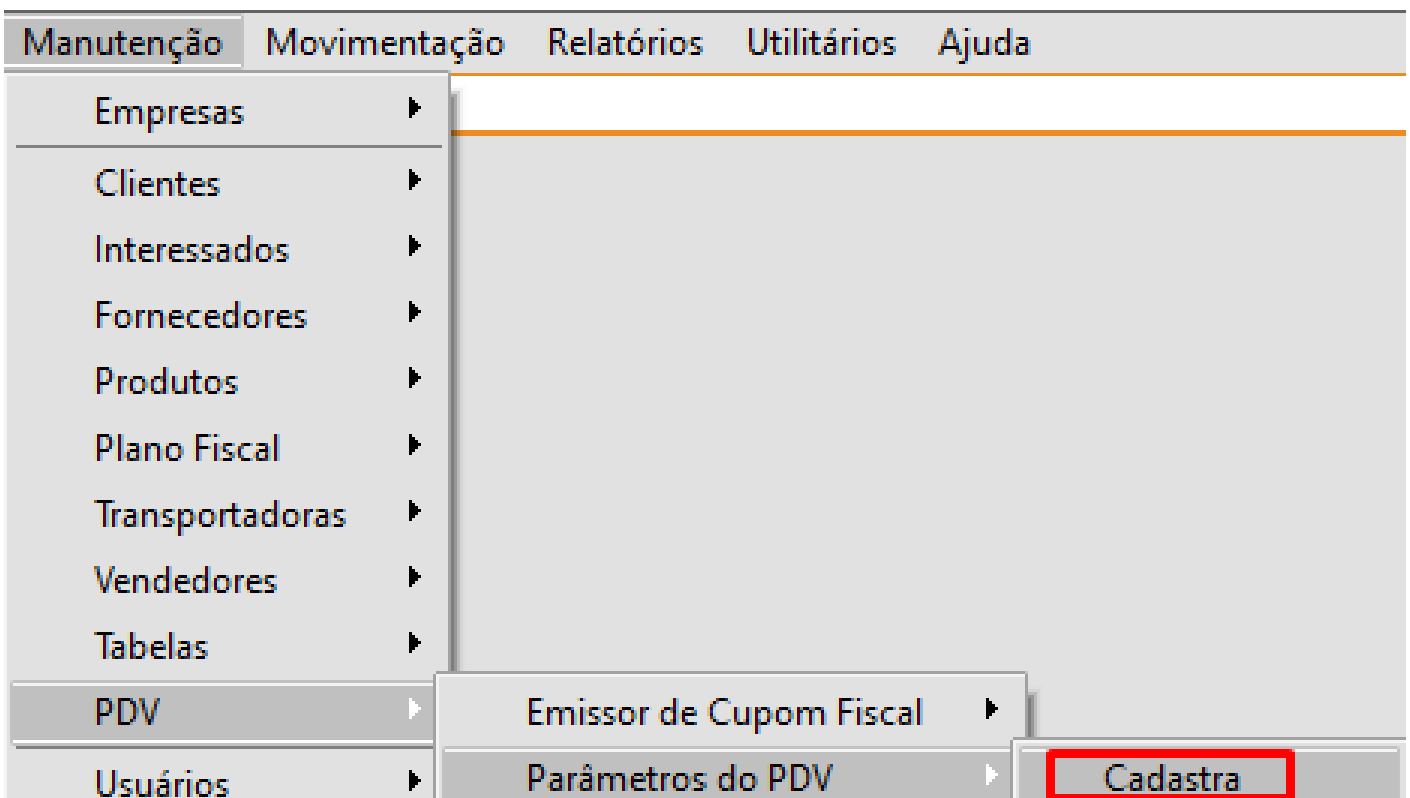 Manutenção Movimentação Relatórios Utilitários Ajuda
Empresas
Clientes
Interessados
Fornecedores
Produtos
Plano Fiscal
Transportadoras
Vendedores
Tabelas
PDV Emissor de Cupom Fiscal
Usuários Parâmetros do PDV Cadastra